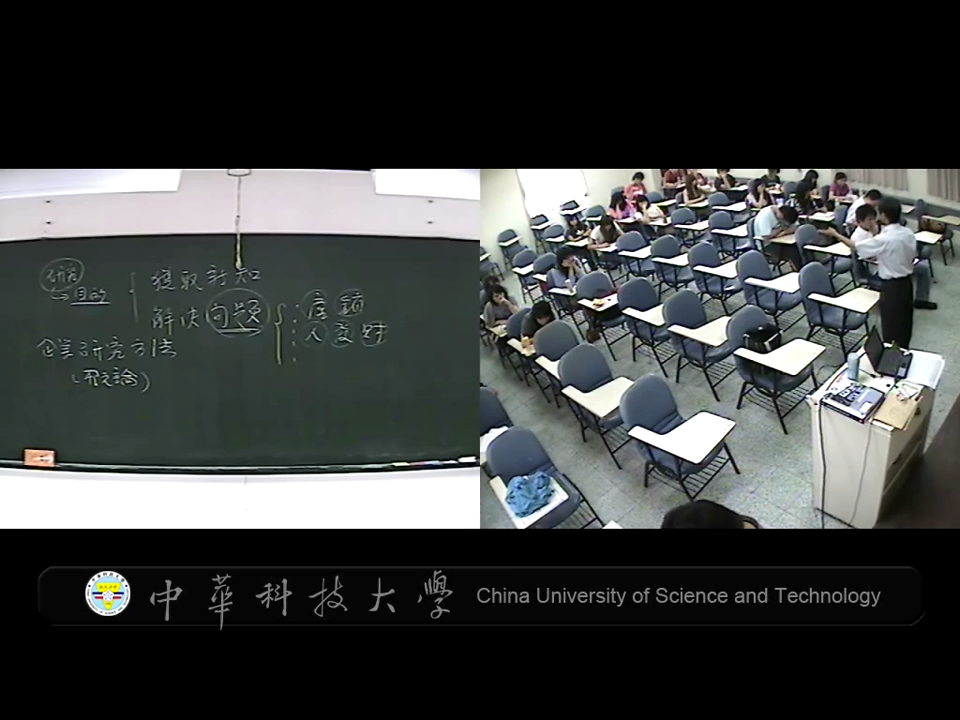 研究
目的
獲取新知
解決問題
產銷
人發財
企業研究方法
(概論)
中華科技大學 China University of Science and Technology